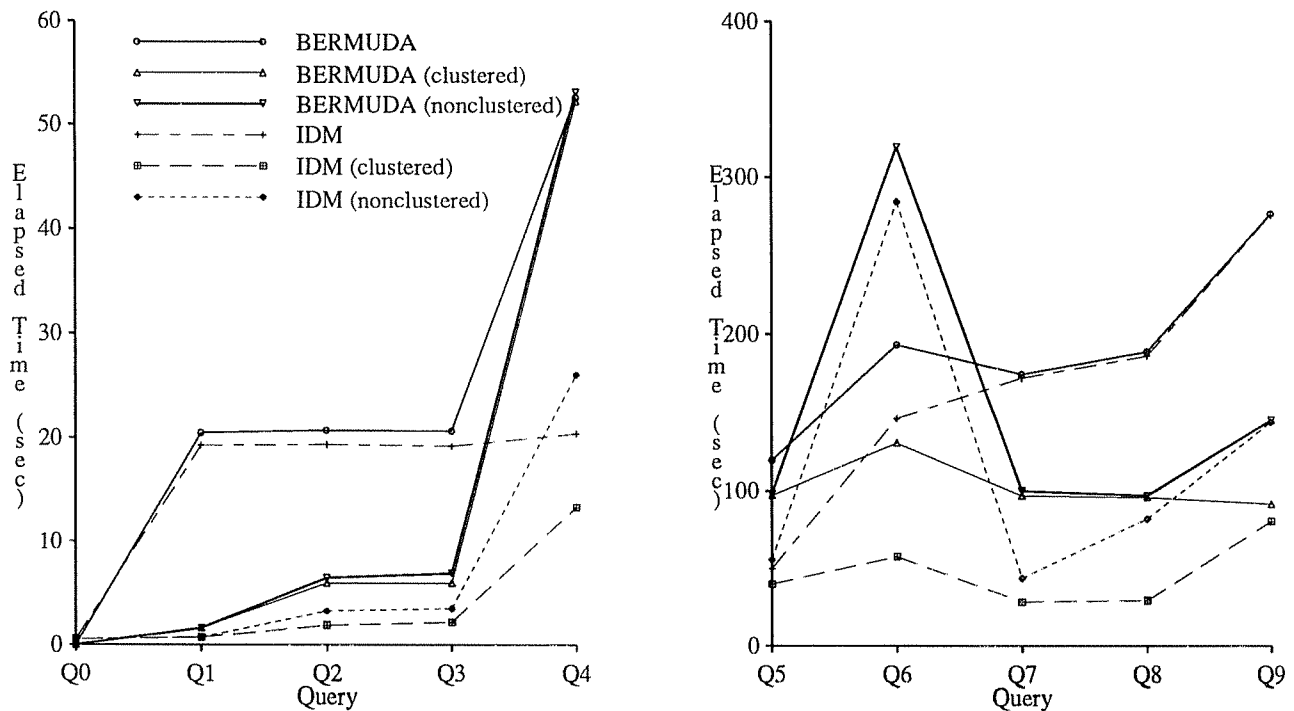 60
50
40
30
20
10
0
Elapsed Time (sec)
BERMUDA
BERMUDA (clustered)
BERMUDA (nonclustered)
IDM
IDM (clustered)
IDM (nonclustered)
Q0 Q1 Q2 Q3 Q4
Query
400
300
200
100
0
Elapsed Time (sec)
Q5 Q6 Q7 Q8 Q9
Query